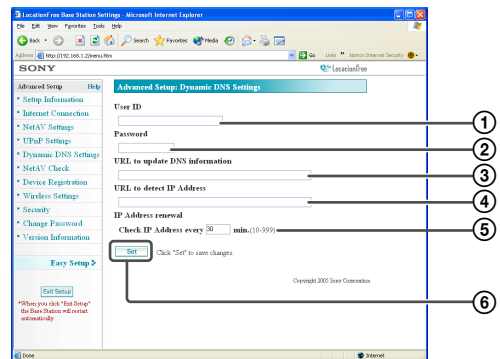 LocationFree Base Station Settings - Microsoft Internet Explorer
File Edit View Favorites Tools Help
Back Search Favorites Media
Address http://192.168.1.2/menu.htm Go Links » Norton Internet Security
SONY
LocationFree
Advanced Setup Help
Setup Information
Internet Connection
NetAV Settings
UPnP Settings
Dynamic DNS Settings
NetAV Check
Device Registration
Wireless Settings
Security
Change Password
Version Information
Easy Setup
Exit Setup
*When you click "Exit Setup"
the Base Station will restart
automatically.
Advanced Setup: Dynamic DNS Settings
User ID
1
Password
2
URL to update DNS information
3
URL to detect IP Address
4
IP Address renewal
Check IP Address every 30 min.(10-999)
5
Set Click "Set" to save changes.
Copyright 2005 Sony Corporation
6
Done Internet